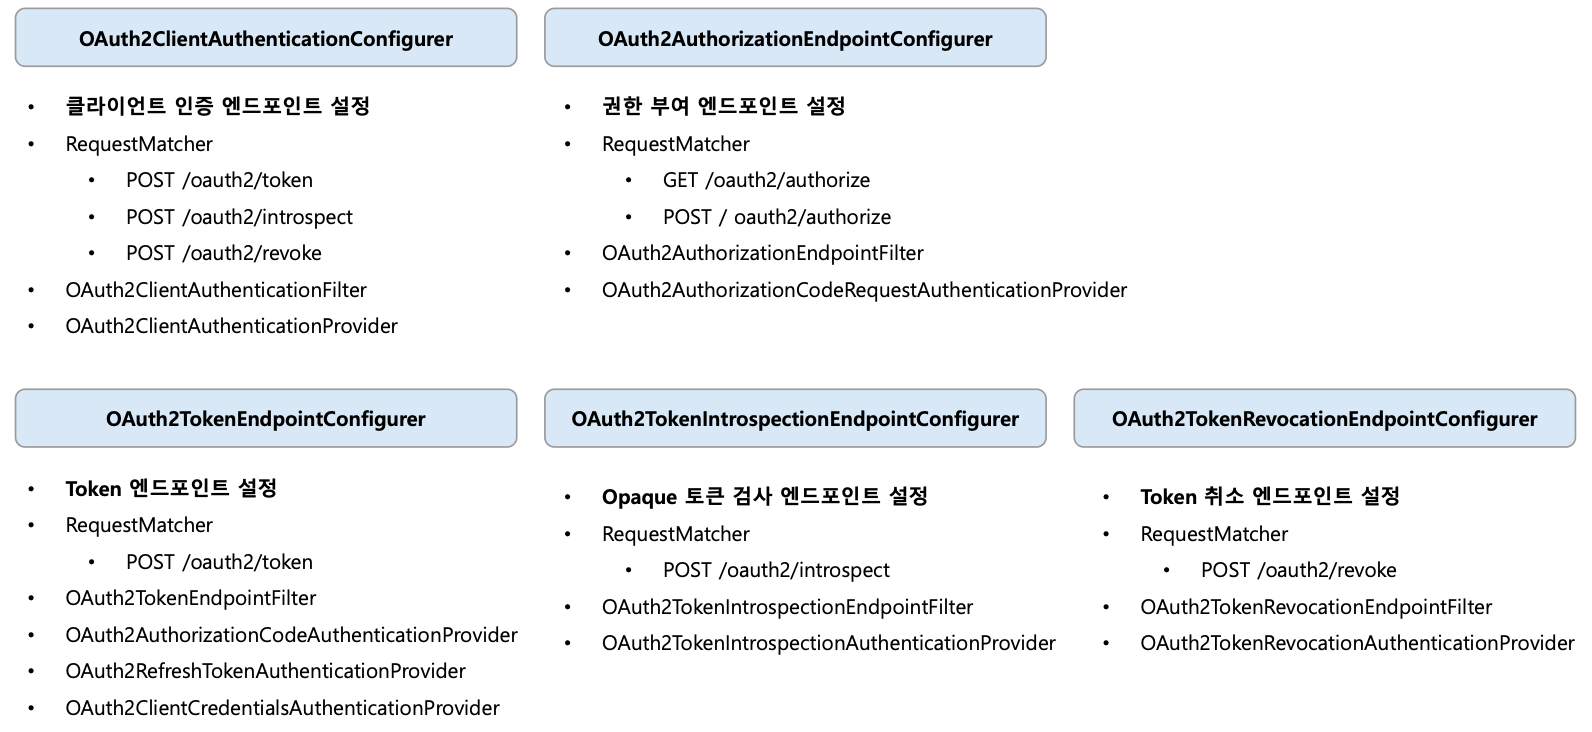 OAuth2ClientAuthenticationConfigurer
• 클라이언트 인증 엔드포인트 설정
• RequestMatcher
• POST /oauth2/token
• POST /oauth2/introspect
• POST /oauth2/revoke
• OAuth2ClientAuthenticationFilter
• OAuth2ClientAuthenticationProvider
OAuth2AuthorizationEndpointConfigurer
• 권한 부여 엔드포인트 설정
• RequestMatcher
• GET /oauth2/authorize
• POST / oauth2/authorize
• OAuth2AuthorizationEndpointFilter
• OAuth2AuthorizationCodeRequestAuthenticationProvider
OAuth2TokenEndpointConfigurer
• Token 엔드포인트 설정
• RequestMatcher
• POST /oauth2/token
• OAuth2TokenEndpointFilter
• OAuth2AuthorizationCodeAuthenticationProvider
• OAuth2RefreshTokenAuthenticationProvider
• OAuth2ClientCredentialsAuthenticationProvider
OAuth2TokenIntrospectionEndpointConfigurer
• Opaque 토큰 검사 엔드포인트 설정
• RequestMatcher
• POST /oauth2/introspect
• OAuth2TokenIntrospectionEndpointFilter
• OAuth2TokenIntrospectionAuthenticationProvider
OAuth2TokenRevocationEndpointConfigurer
• Token 취소 엔드포인트 설정
• RequestMatcher
• POST /oauth2/revoke
• OAuth2TokenRevocationEndpointFilter
• OAuth2TokenRevocationAuthenticationProvider